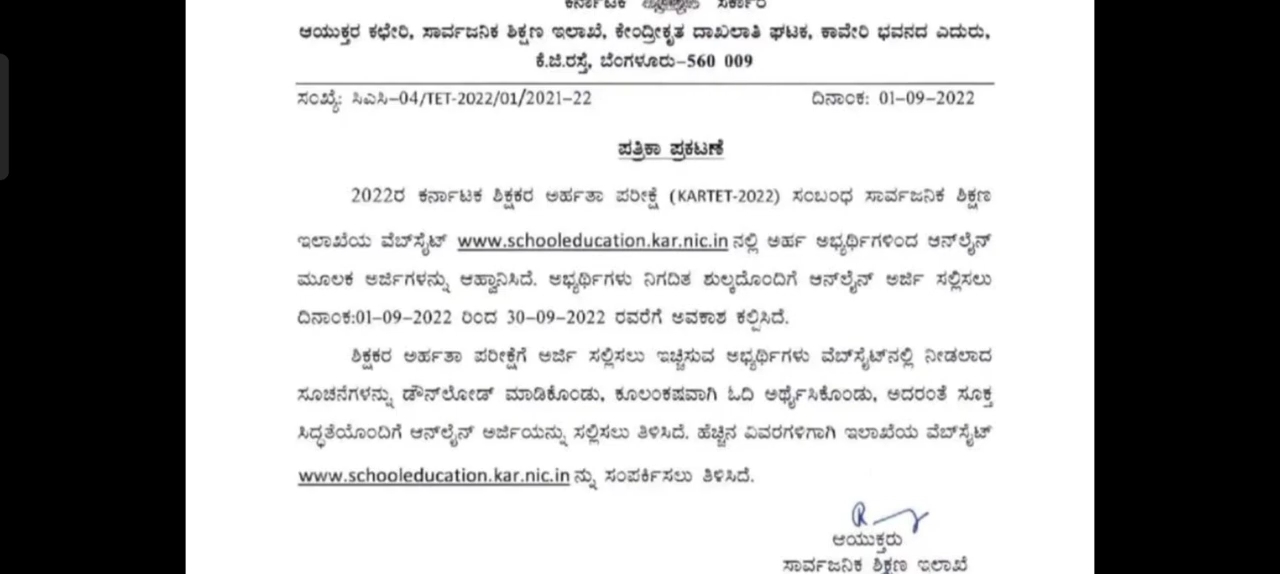 ಕರ್ನಾಟಕ ಸರ್ಕಾರ
ಆಯುಕ್ತರ ಕಛೇರಿ, ಸಾರ್ವಜನಿಕ ಶಿಕ್ಷಣ ಇಲಾಖೆ, ಕೇಂದ್ರೀಕೃತ ದಾಖಲಾತಿ ಘಟಕ, ಕಾವೇರಿ ಭವನದ ಎದುರು,
ಕೆ.ಜಿ.ರಸ್ತೆ, ಬೆಂಗಳೂರು-560 009
ಸಂಖ್ಯೆ: ಸಿಎಸಿ-04/TET-2022/01/2021-22 ದಿನಾಂಕ: 01-09-2022
ಪತ್ರಿಕಾ ಪ್ರಕಟಣೆ
2022ರ ಕರ್ನಾಟಕ ಶಿಕ್ಷಕರ ಅರ್ಹತಾ ಪರೀಕ್ಷೆ (KARTET-2022) ಸಂಬಂಧ ಸಾರ್ವಜನಿಕ ಶಿಕ್ಷಣ
ಇಲಾಖೆಯ ವೆಬ್‌ಸೈಟ್ www.schooleducation.kar.nic.in ನಲ್ಲಿ ಅರ್ಹ ಅಭ್ಯರ್ಥಿಗಳಿಂದ ಆನ್‌ಲೈನ್
ಮೂಲಕ ಅರ್ಜಿಗಳನ್ನು ಆಹ್ವಾನಿಸಿದೆ. ಅಭ್ಯರ್ಥಿಗಳು ನಿಗದಿತ ಶುಲ್ಕದೊಂದಿಗೆ ಆನ್‌ಲೈನ್ ಅರ್ಜಿ ಸಲ್ಲಿಸಲು
ದಿನಾಂಕ:01-09-2022 ರಿಂದ 30-09-2022 ರವರೆಗೆ ಅವಕಾಶ ಕಲ್ಪಿಸಿದೆ.
ಶಿಕ್ಷಕರ ಅರ್ಹತಾ ಪರೀಕ್ಷೆಗೆ ಅರ್ಜಿ ಸಲ್ಲಿಸಲು ಇಚ್ಚಿಸುವ ಅಭ್ಯರ್ಥಿಗಳು ವೆಬ್‌ಸೈಟ್‌ನಲ್ಲಿ ನೀಡಲಾದ
ಸೂಚನೆಗಳನ್ನು ಡೌನ್‌ಲೋಡ್ ಮಾಡಿಕೊಂಡು, ಕೂಲಂಕಷವಾಗಿ ಓದಿ ಅರ್ಥೈಸಿಕೊಂಡು, ಅದರಂತೆ ಸೂಕ್ತ
ಸಿದ್ಧತೆಯೊಂದಿಗೆ ಆನ್‌ಲೈನ್ ಅರ್ಜಿಯನ್ನು ಸಲ್ಲಿಸಲು ತಿಳಿಸಿದೆ. ಹೆಚ್ಚಿನ ವಿವರಗಳಿಗಾಗಿ ಇಲಾಖೆಯ ವೆಬ್‌ಸೈಟ್
www.schooleducation.kar.nic.in ನ್ನು ಸಂಪರ್ಕಿಸಲು ತಿಳಿಸಿದೆ.
ಆಯುಕ್ತರು
ಸಾರ್ವಜನಿಕ ಶಿಕ್ಷಣ ಇಲಾಖೆ